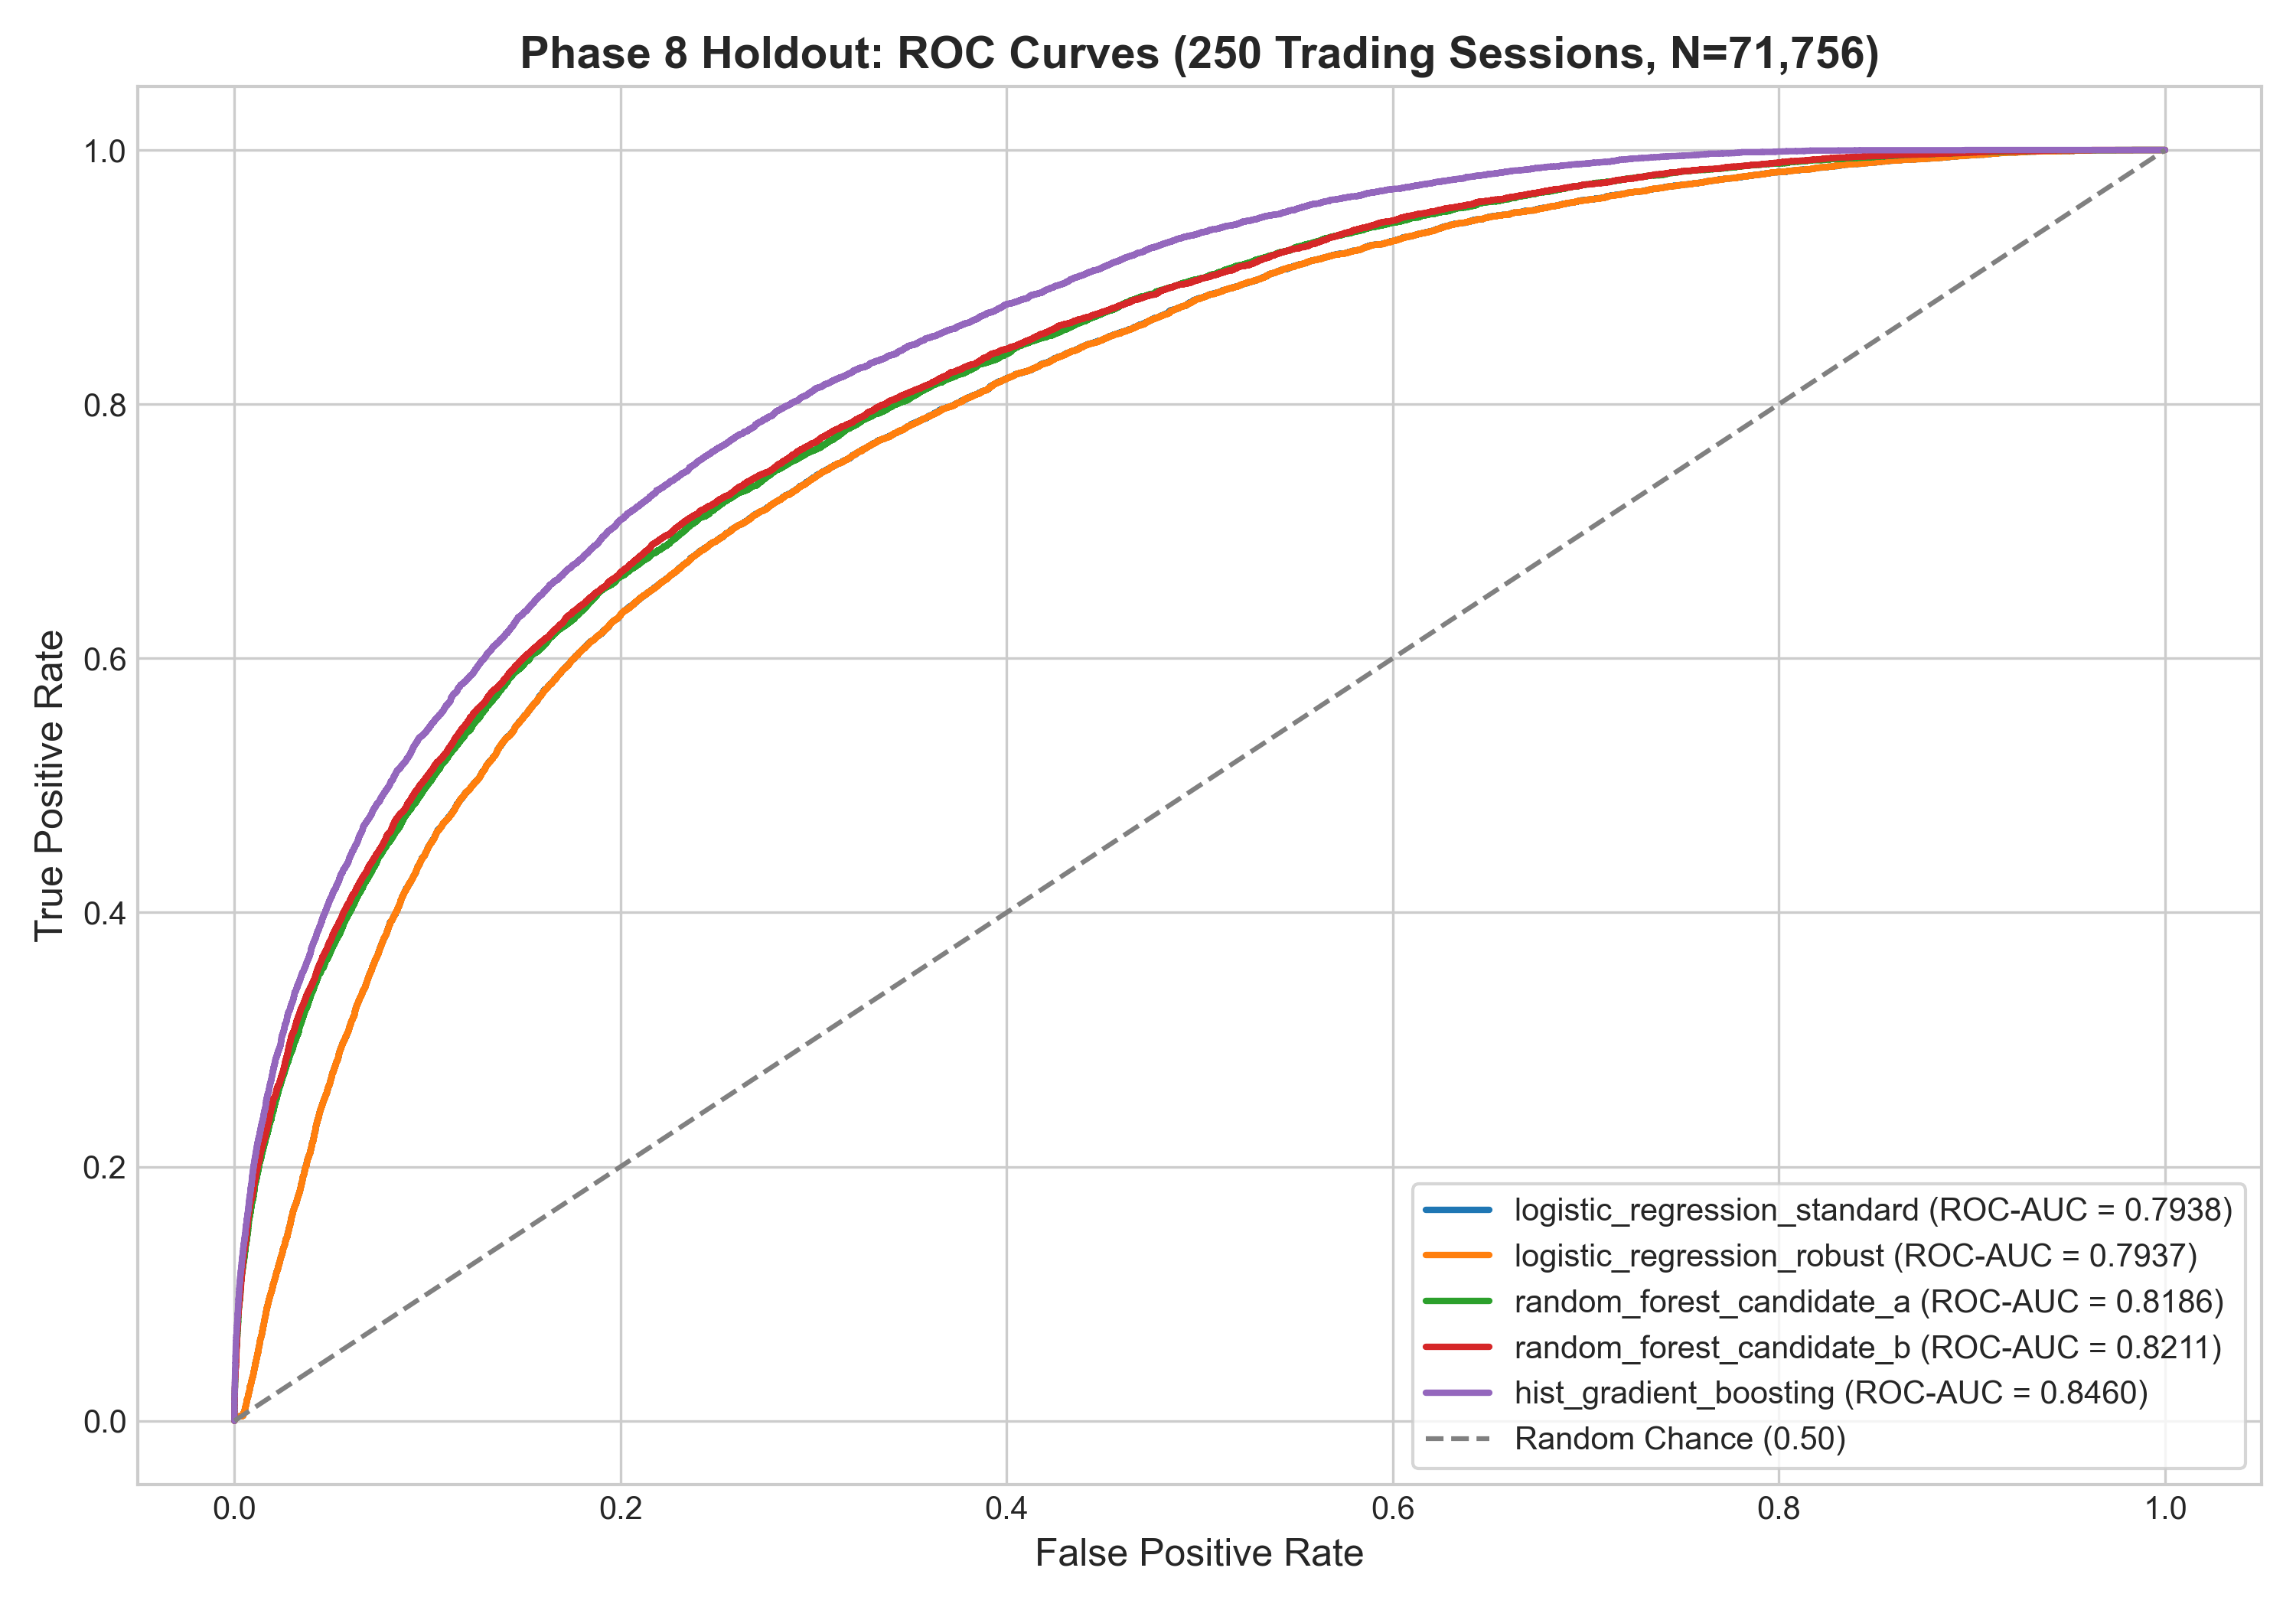 Phase 8 Holdout: ROC Curves (250 Trading Sessions, N=71,756)
1.0
0.8
0.6
0.4
0.2
0.0
True Positive Rate
0.0
0.2
0.4
0.6
0.8
1.0
False Positive Rate
logistic_regression_standard (ROC-AUC = 0.7938)
logistic_regression_robust (ROC-AUC = 0.7937)
random_forest_candidate_a (ROC-AUC = 0.8186)
random_forest_candidate_b (ROC-AUC = 0.8211)
hist_gradient_boosting (ROC-AUC = 0.8460)
Random Chance (0.50)